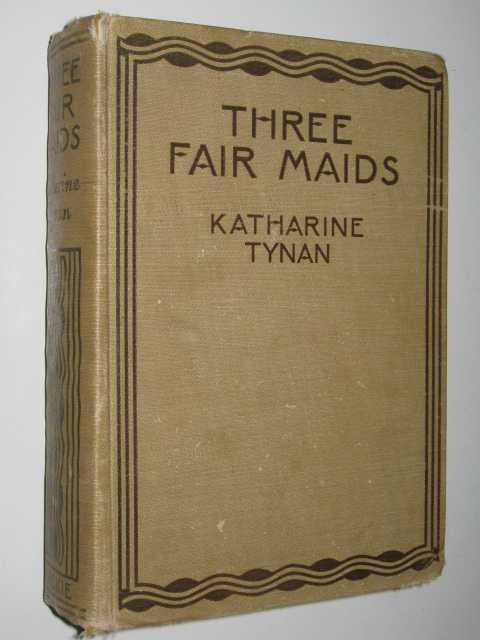 THREE
FAIR MAIDS
KATHARINE
TYNAN